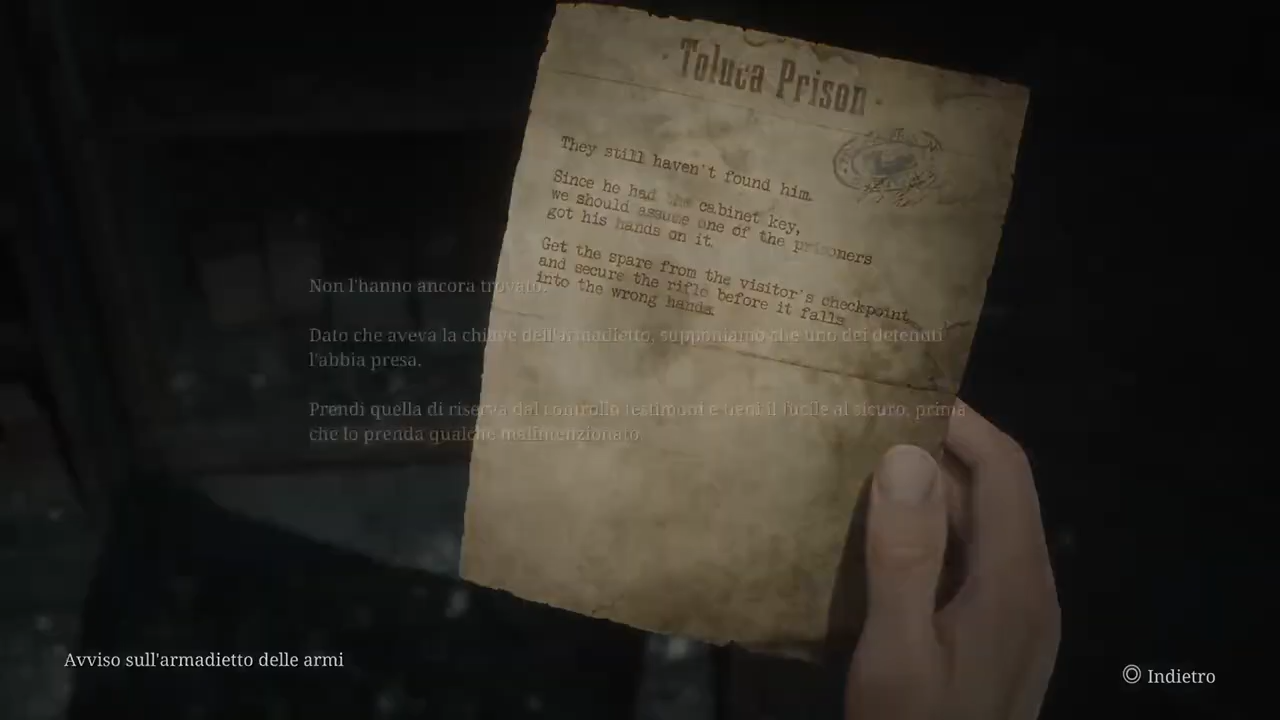 Toluca Prison
They still haven't found him.
Since he had the cabinet key,
we should assume one of the prisoners
got his hands on it.
Get the spare from the visitor's checkpoint
and secure the rifle before it falls
into the wrong hands.
Non l'hanno ancora trovato.
Dato che aveva la chiave dell'armadietto, supponiamo che uno dei detenuti
l'abbia presa.
Prendi quella di riserva dal controllo testimoni e tieni il fucile al sicuro, prima
che lo prenda qualche malintenzionato.
Avviso sull'armadietto delle armi
Indietro